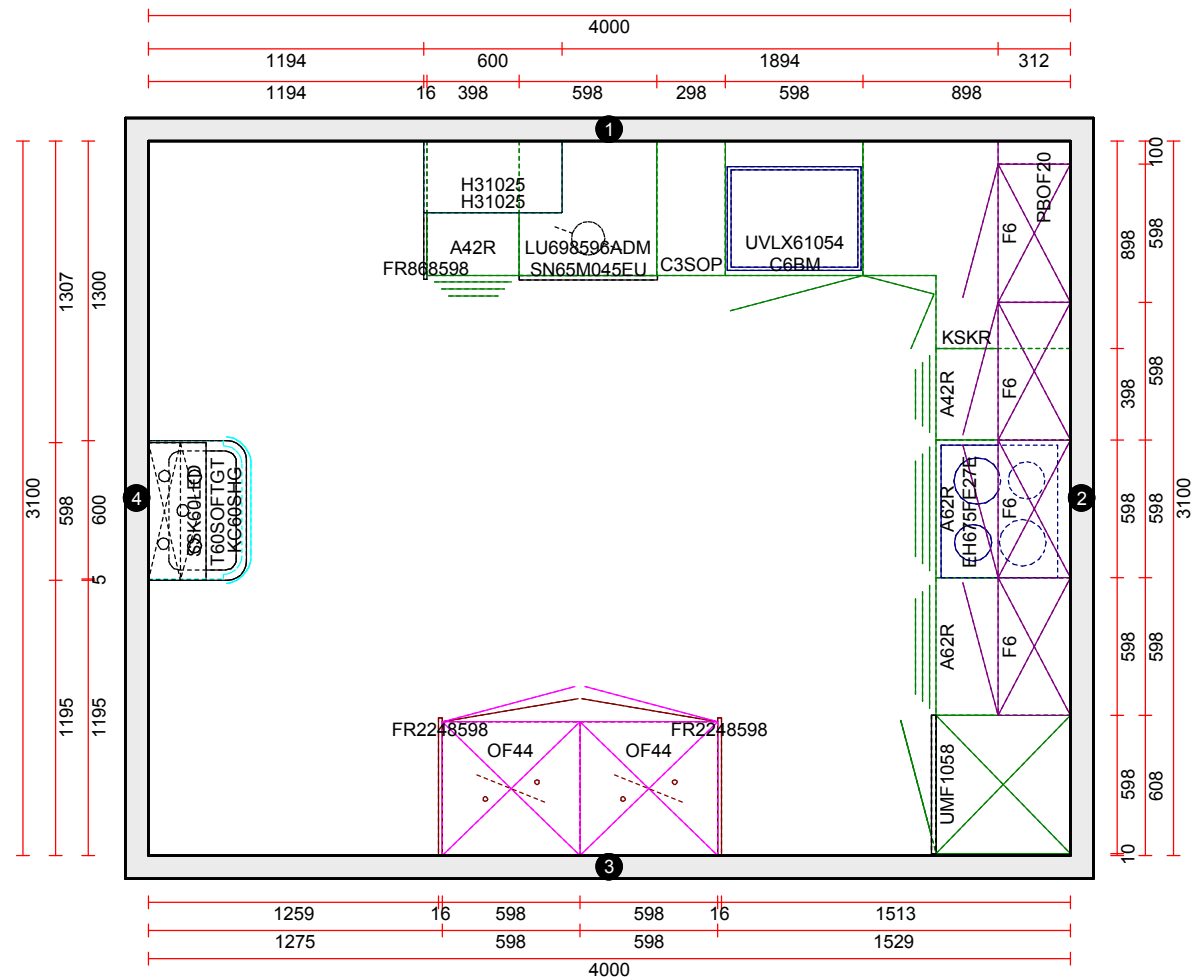 4000
1194 600 1894 312
1194 16 398 598 298 598 898
1
H31025
H31025
A42R
LU698596ADM
SN65M045EU
FR868598
C3SOP
UVLX61054
C6BM
PBOF20
F6
KSKR
A42R
F6
A62R
EH675FE27E
F6
A62R
F6
UMF1058
2
4
SSK60LED
T60SOFTGT
KC60SHG
FR2248598
OF44
OF44
FR2248598
3
3100
1307
598
1195
1300
600
5
1195
898
398
598
598
598
10
100
598
598
598
598
608
3100
1259 16 598 598 16 1513
1275 598 598 1529
4000